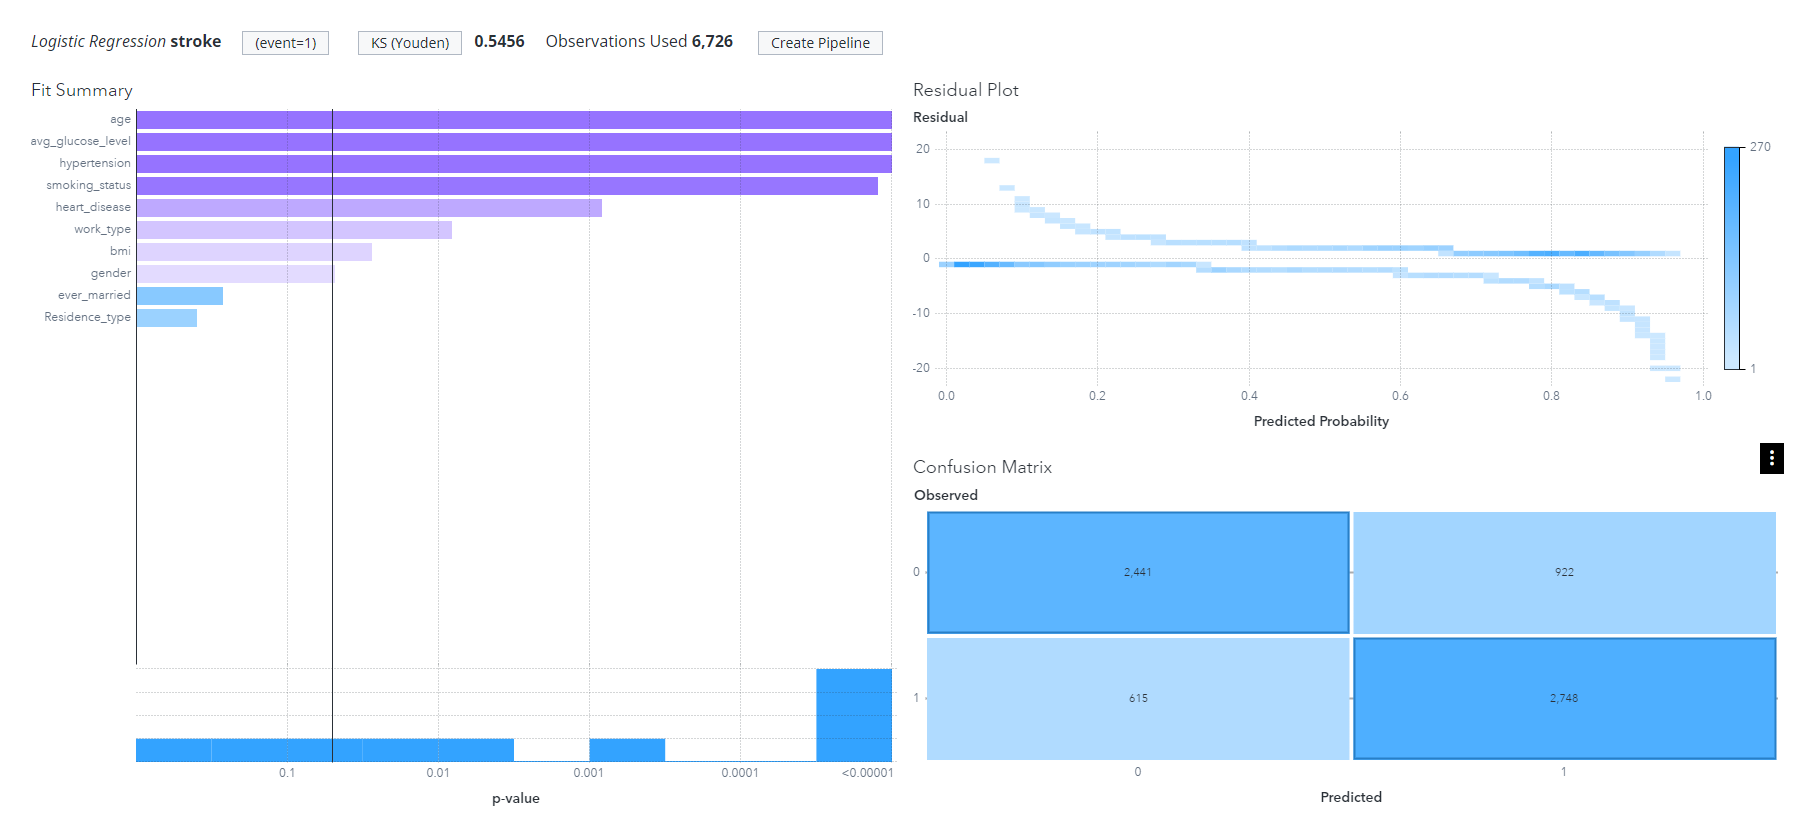 Logistic Regression stroke (event=1) KS (Youden) 0.5456 Observations Used 6,726 Create Pipeline
Fit Summary
age
avg_glucose_level
hypertension
smoking_status
heart_disease
work_type
bmi
gender
ever_married
Residence_type
0.1 0.01 0.001 0.0001 <0.00001
p-value
Residual Plot
Residual
20
10
0
-10
-20
0.0 0.2 0.4 0.6 0.8 1.0
Predicted Probability
270
1
Confusion Matrix
Observed
0 2,441 922
1 615 2,748
0 1
Predicted